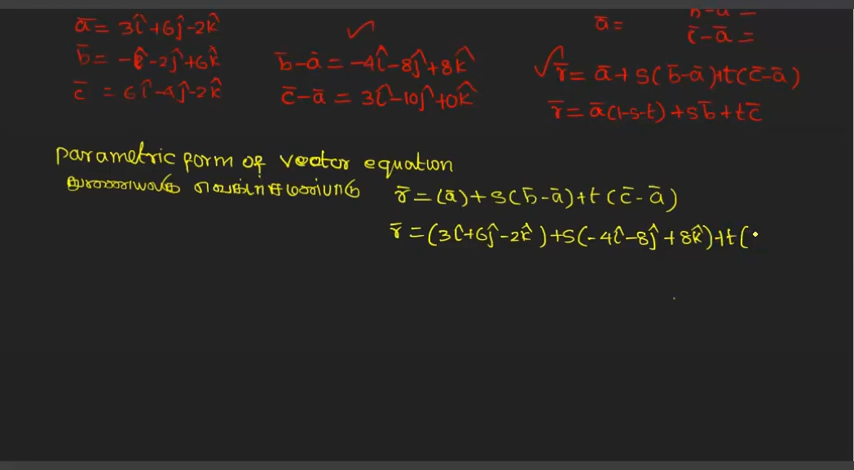 ā = 3î+6ĵ-2k̂
ā =
b̄-ā =
c̄-ā =
b̄ = -î-2ĵ+6k̂
b̄-ā = -4î-8ĵ+8k̂
r̄ = ā+s(b̄-ā)+t(c̄-ā)
c̄ = 6î-4ĵ-2k̂
c̄-ā = 3î-10ĵ+0k̂
r̄ = ā(1-s-t)+sb̄+tc̄
parametric form of vector equation
r̄ = (ā)+s(b̄-ā)+t(c̄-ā)
r̄ = (3î+6ĵ-2k̂)+s(-4î-8ĵ+8k̂)+t(